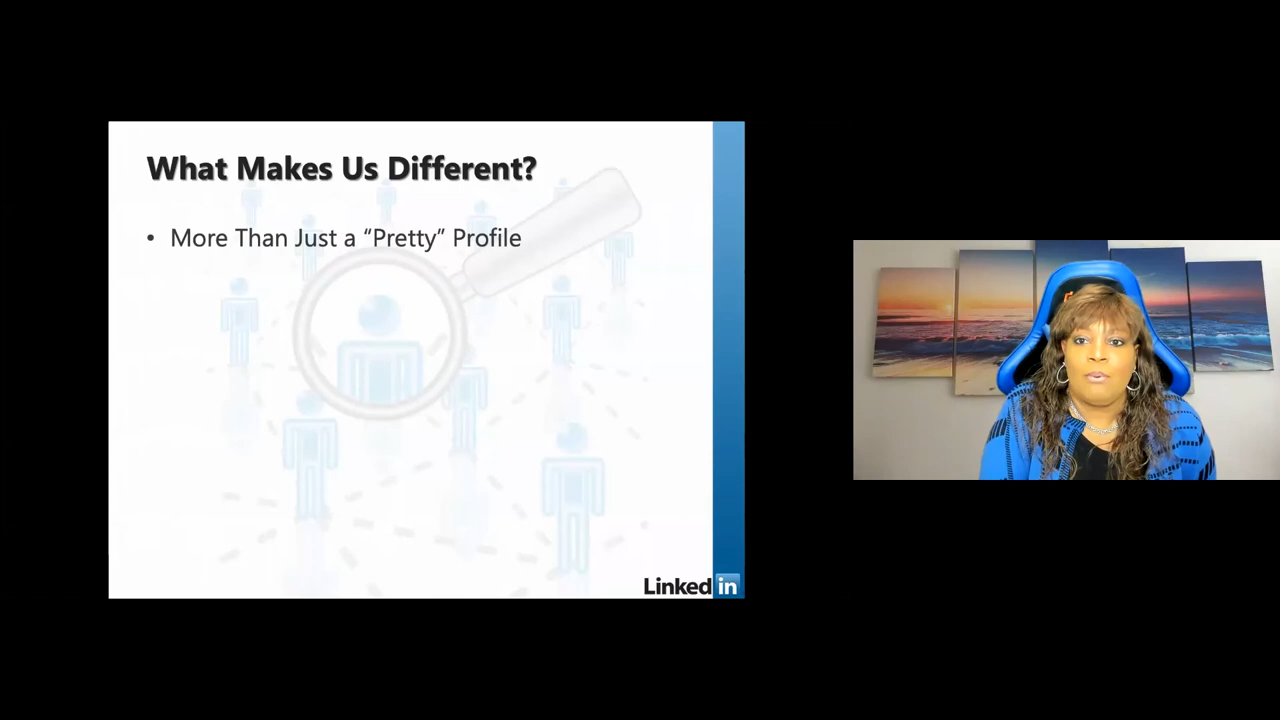 What Makes Us Different?
• More Than Just a “Pretty” Profile
Linked in